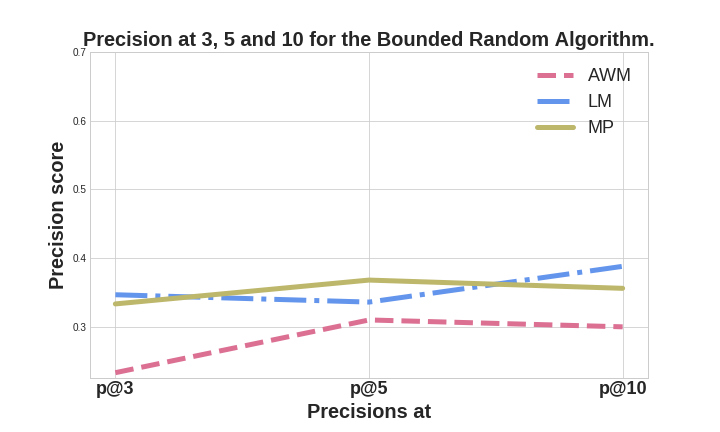 Precision at 3, 5 and 10 for the Bounded Random Algorithm.
0.7
0.6
0.5
0.4
0.3
Precision score
AWM
LM
MP
p@3
p@5
p@10
Precisions at